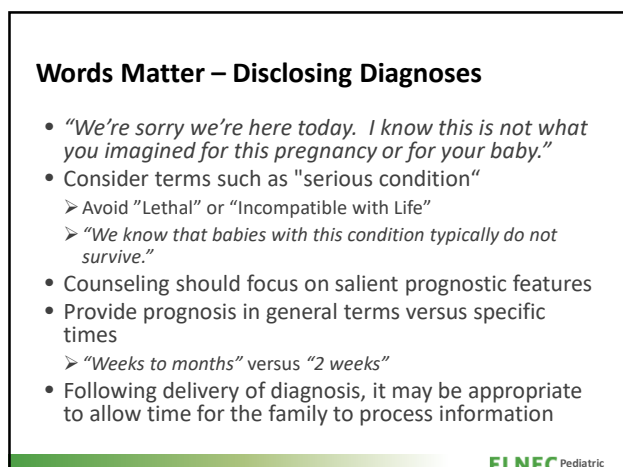 Words Matter – Disclosing Diagnoses
• “We’re sorry we’re here today.  I know this is not what
you imagined for this pregnancy or for your baby.”
• Consider terms such as "serious condition“
➢ Avoid ”Lethal” or “Incompatible with Life”
➢ “We know that babies with this condition typically do not
survive.”
• Counseling should focus on salient prognostic features
• Provide prognosis in general terms versus specific
times
➢ “Weeks to months” versus “2 weeks”
• Following delivery of diagnosis, it may be appropriate
to allow time for the family to process information
ELNEC Pediatric